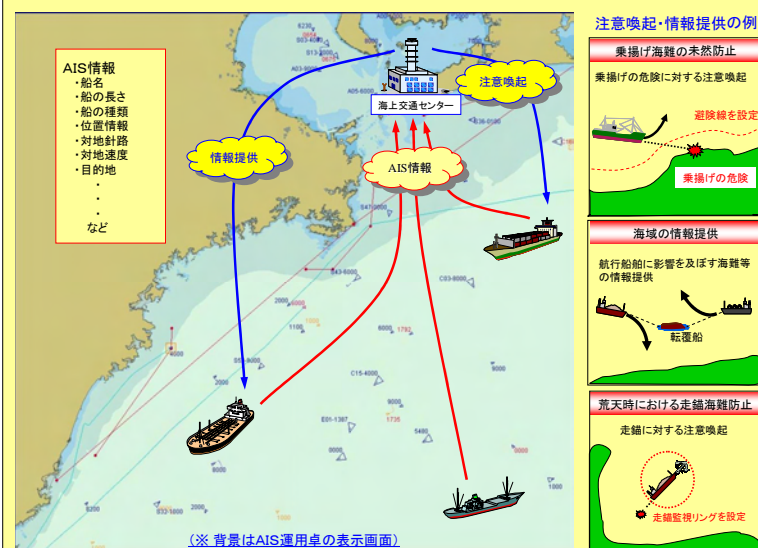 AIS情報
・船名
・船の長さ
・船の種類
・位置情報
・対地針路
・対地速度
・目的地
・
・
・
など
海上交通センター
注意喚起
情報提供
AIS情報
(※ 背景はAIS運用卓の表示画面)
注意喚起・情報提供の例
乗揚げ海難の未然防止
乗揚げの危険に対する注意喚起
避険線を設定
乗揚げの危険
海域の情報提供
航行船舶に影響を及ぼす海難等
の情報提供
転覆船
荒天時における走錨海難防止
走錨に対する注意喚起
走錨監視リングを設定